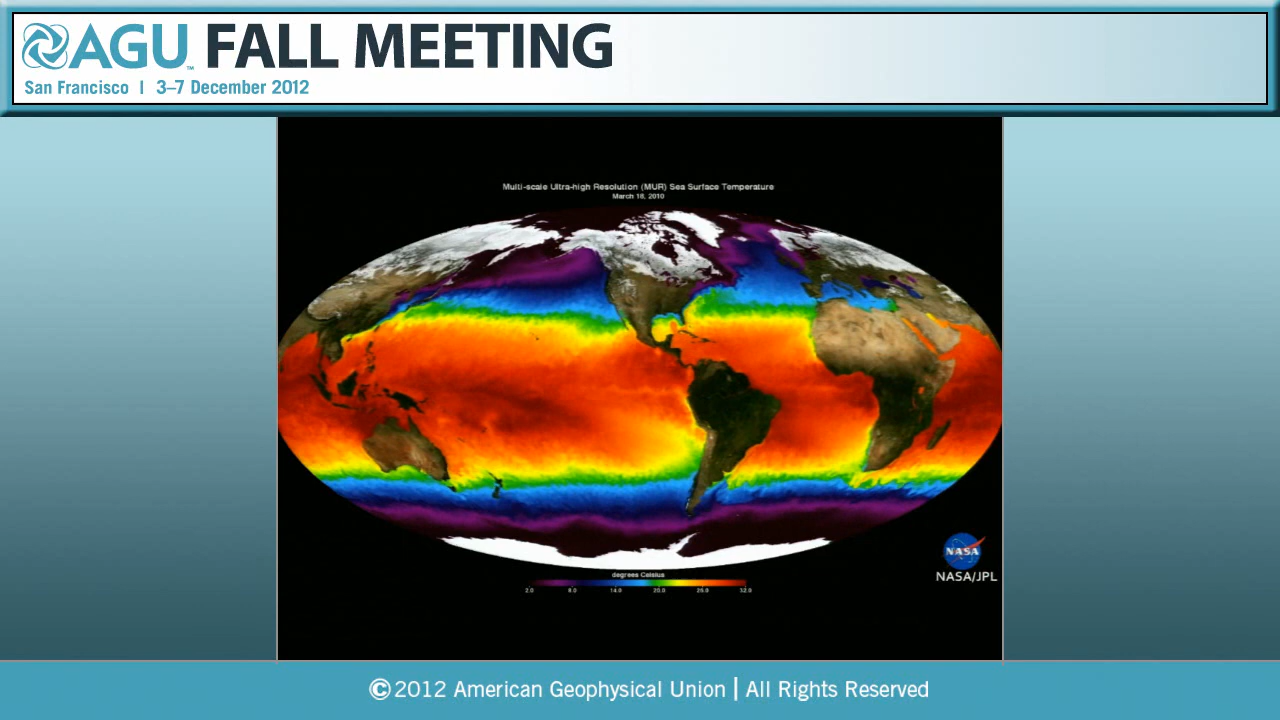 AGU™ FALL MEETING
San Francisco | 3–7 December 2012
Multi-scale Ultra-high Resolution (MUR) Sea Surface Temperature
March 18, 2010
NASA
NASA/JPL
degrees Celsius
2.0 8.0 14.0 20.0 26.0 32.0
©2012 American Geophysical Union | All Rights Reserved